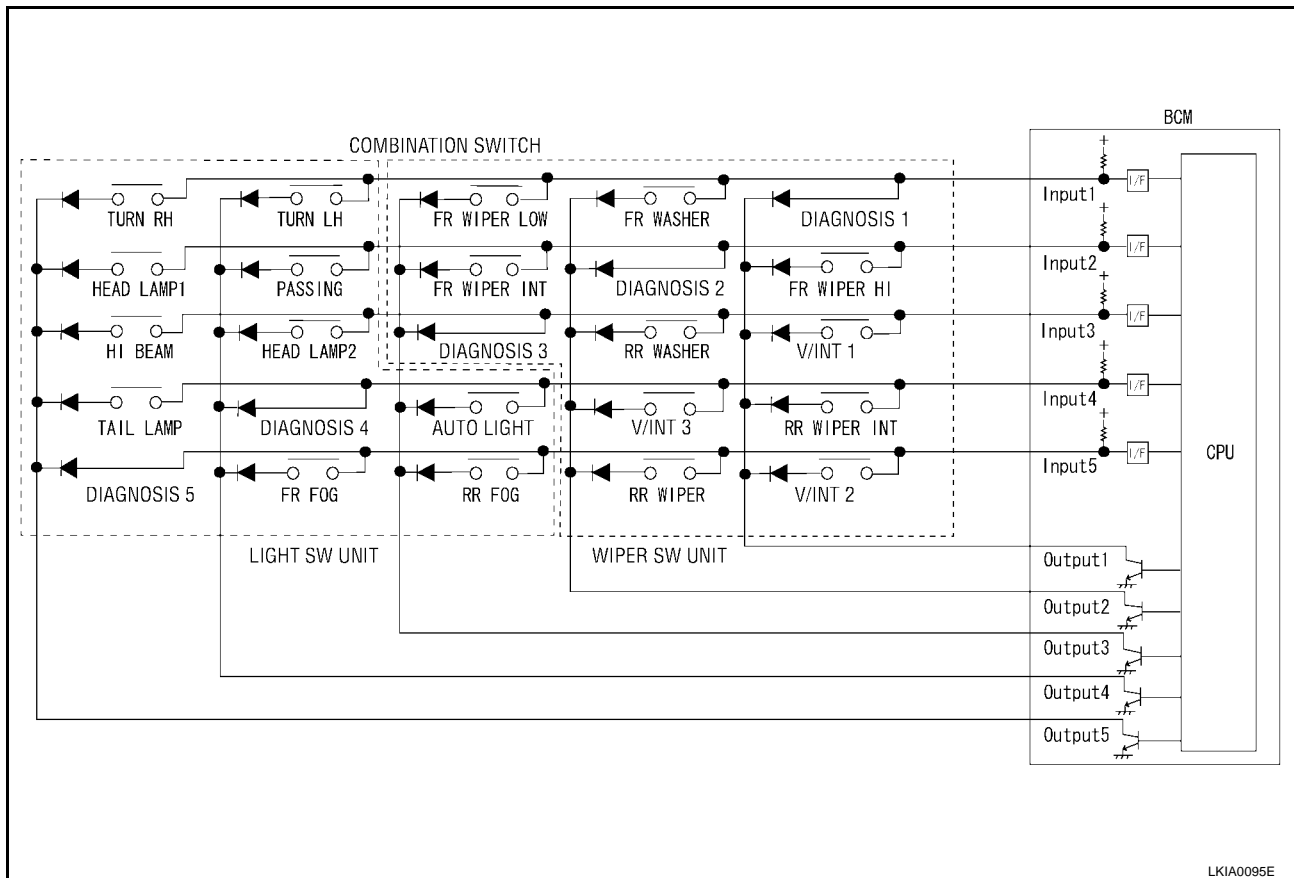 BCM
COMBINATION SWITCH
+
I/F
Input1
TURN RH
TURN LH
FR WIPER LOW
FR WASHER
DIAGNOSIS 1
+
I/F
Input2
HEAD LAMP1
PASSING
FR WIPER INT
DIAGNOSIS 2
FR WIPER HI
+
I/F
Input3
HI BEAM
HEAD LAMP2
DIAGNOSIS 3
RR WASHER
V/INT 1
+
I/F
Input4
TAIL LAMP
DIAGNOSIS 4
AUTO LIGHT
V/INT 3
RR WIPER INT
+
I/F
Input5
CPU
DIAGNOSIS 5
FR FOG
RR FOG
RR WIPER
V/INT 2
LIGHT SW UNIT
WIPER SW UNIT
Output1
Output2
Output3
Output4
Output5
LKIA0095E